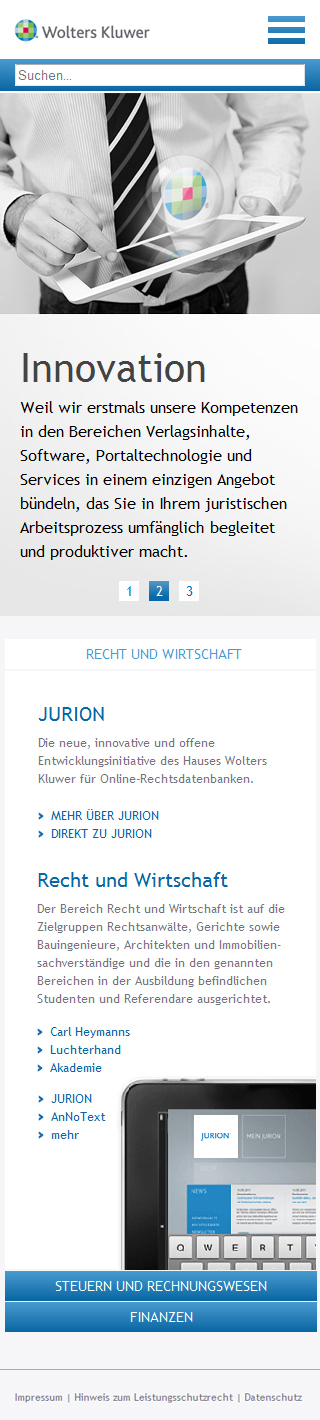 Wolters Kluwer
Suchen...
Innovation
Weil wir erstmals unsere Kompetenzen
in den Bereichen Verlagsinhalte,
Software, Portaltechnologie und
Services in einem einzigen Angebot
bündeln, das Sie in Ihrem juristischen
Arbeitsprozess umfänglich begleitet
und produktiver macht.
1 2 3
RECHT UND WIRTSCHAFT
JURION
Die neue, innovative und offene
Entwicklungsinitiative des Hauses Wolters
Kluwer für Online-Rechtsdatenbanken.
MEHR ÜBER JURION
DIREKT ZU JURION
Recht und Wirtschaft
Der Bereich Recht und Wirtschaft ist auf die
Zielgruppen Rechtsanwälte, Gerichte sowie
Bauingenieure, Architekten und Immobilien-
sachverständige und die in den genannten
Bereichen in der Ausbildung befindlichen
Studenten und Referendare ausgerichtet.
Carl Heymanns
Luchterhand
Akademie
JURION
AnNoText
mehr
JURION MEIN JURION
NEWS
Q W E R T
STEUERN UND RECHNUNGSWESEN
FINANZEN
Impressum | Hinweis zum Leistungsschutzrecht | Datenschutz